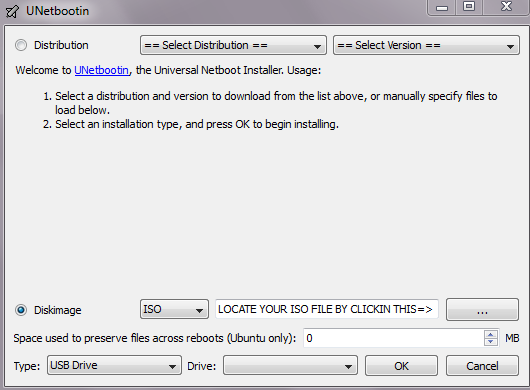 UNetbootin
Distribution == Select Distribution == == Select Version ==
Welcome to UNetbootin, the Universal Netboot Installer. Usage:
1. Select a distribution and version to download from the list above, or manually specify files to
load below.
2. Select an installation type, and press OK to begin installing.
Diskimage ISO LOCATE YOUR ISO FILE BY CLICKIN THIS=> ...
Space used to preserve files across reboots (Ubuntu only): 0 MB
Type: USB Drive Drive: OK Cancel